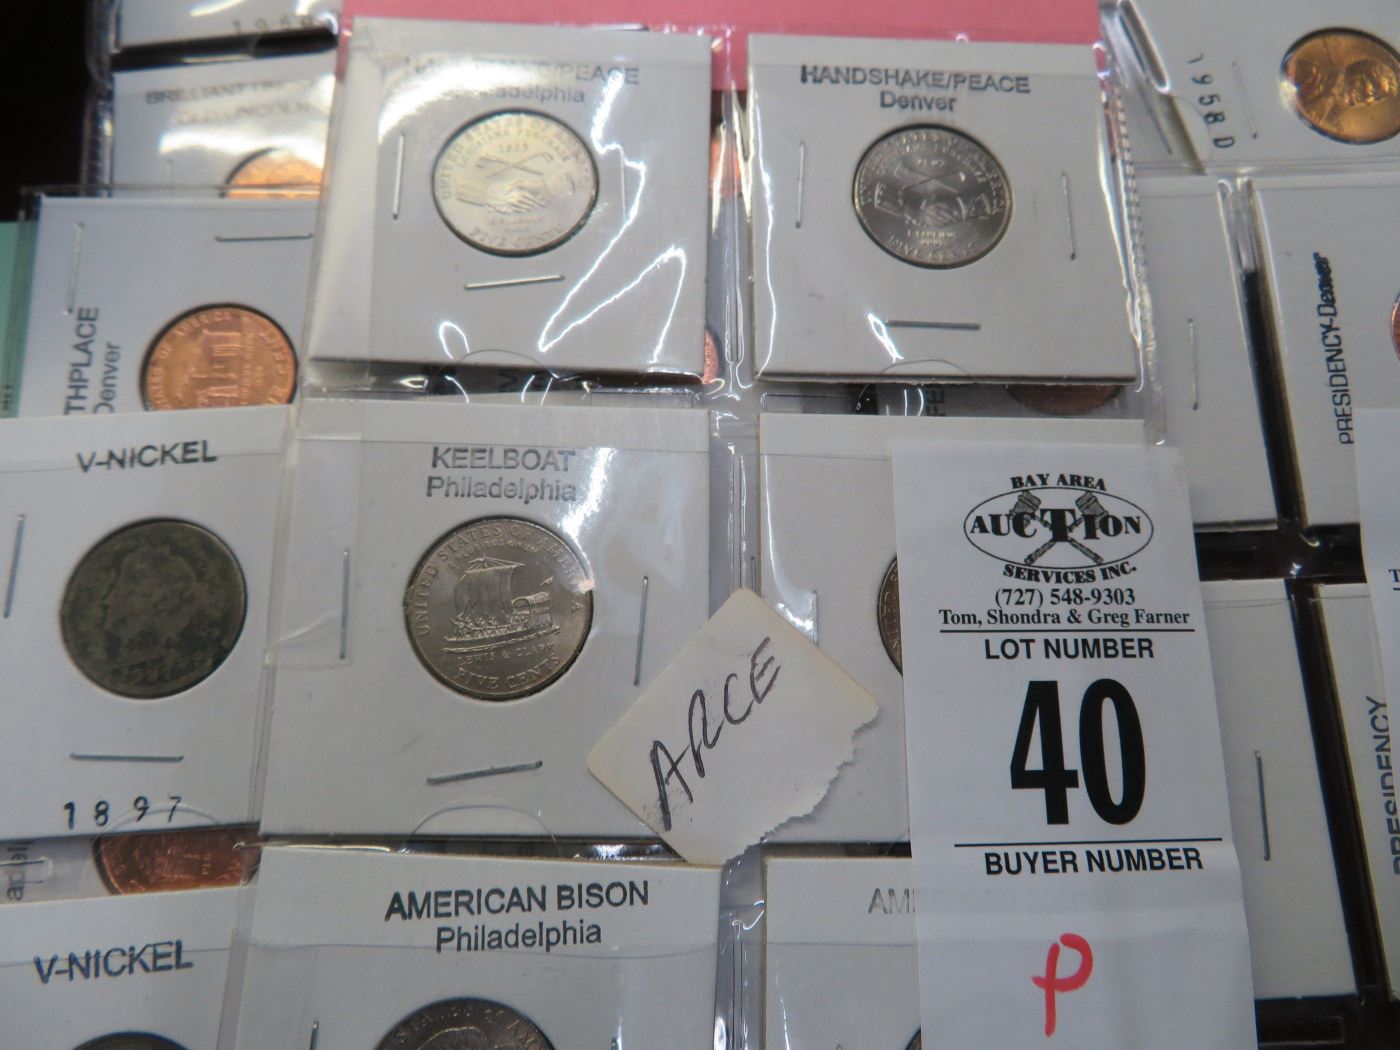 HANDSHAKE/PEACE
Denver
/PEACE
1958 D
THPLACE
Denver
V-NICKEL
1897
KEELBOAT
Philadelphia
UNITED STATES OF AMERICA
LEWIS & CLARK
FIVE CENTS
ARCE
BAY AREA
AUCTION
SERVICES INC.
(727) 548-9303
Tom, Shondra & Greg Farner
LOT NUMBER
40
BUYER NUMBER
P
PRESIDENCY-Denver
PRESIDENCY
AMERICAN BISON
Philadelphia
AM
V-NICKEL